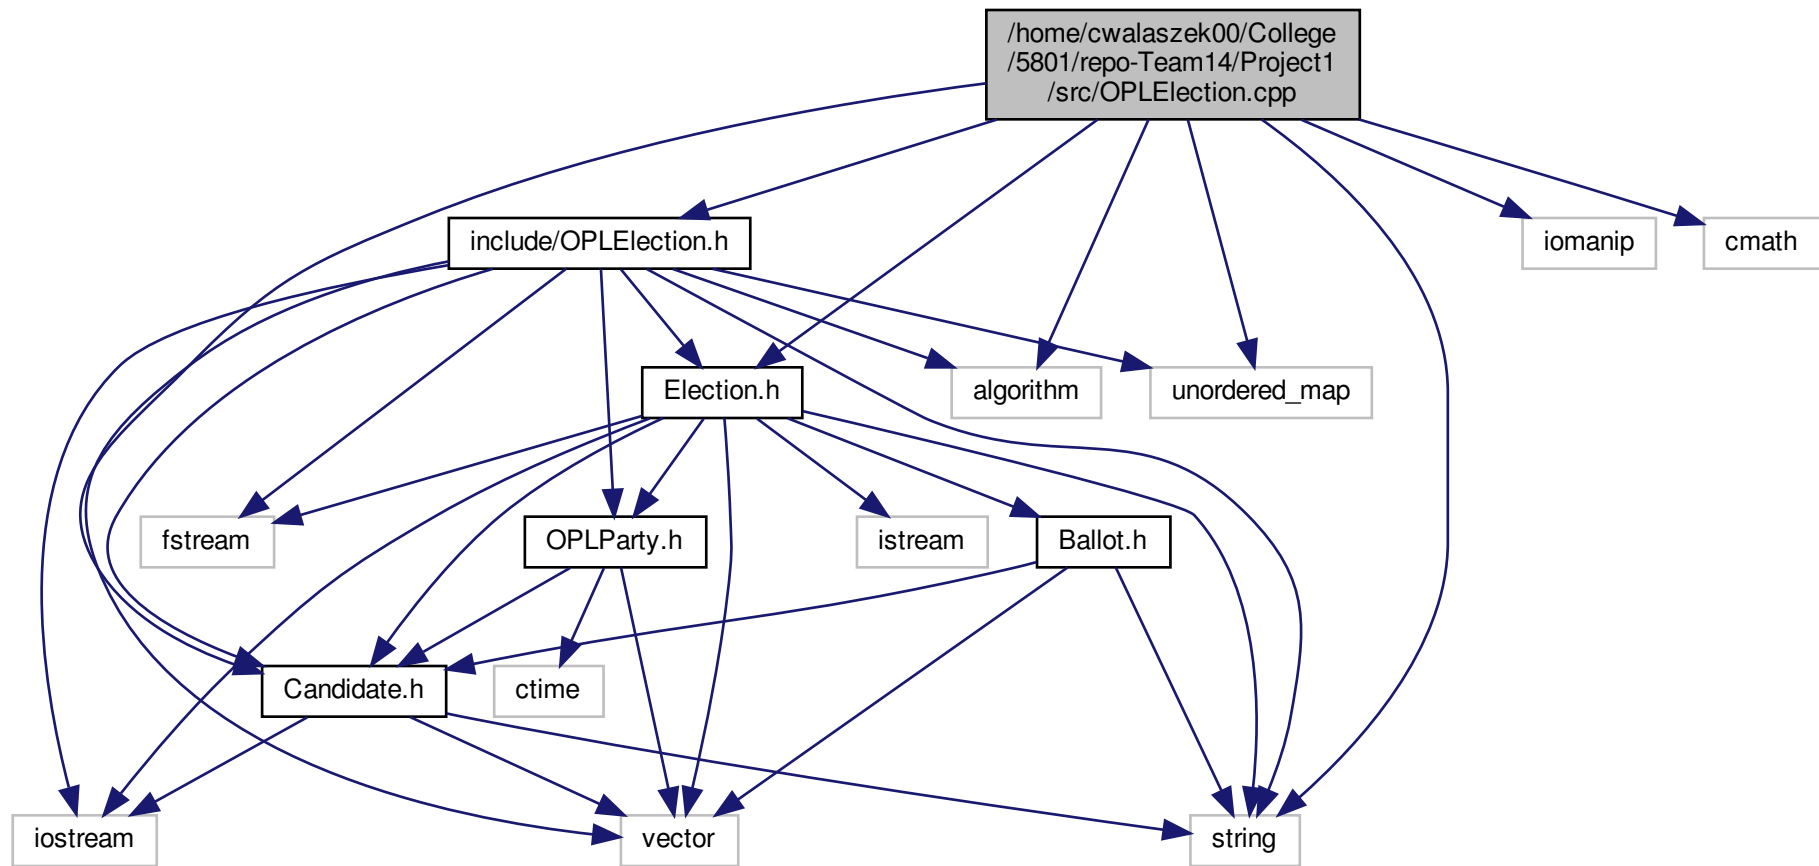 /home/cwalaszek00/College
/5801/repo-Team14/Project1
/src/OPLElection.cpp
include/OPLElection.h
iomanip
cmath
Election.h
algorithm
unordered_map
fstream
OPLParty.h
istream
Ballot.h
Candidate.h
ctime
iostream
vector
string